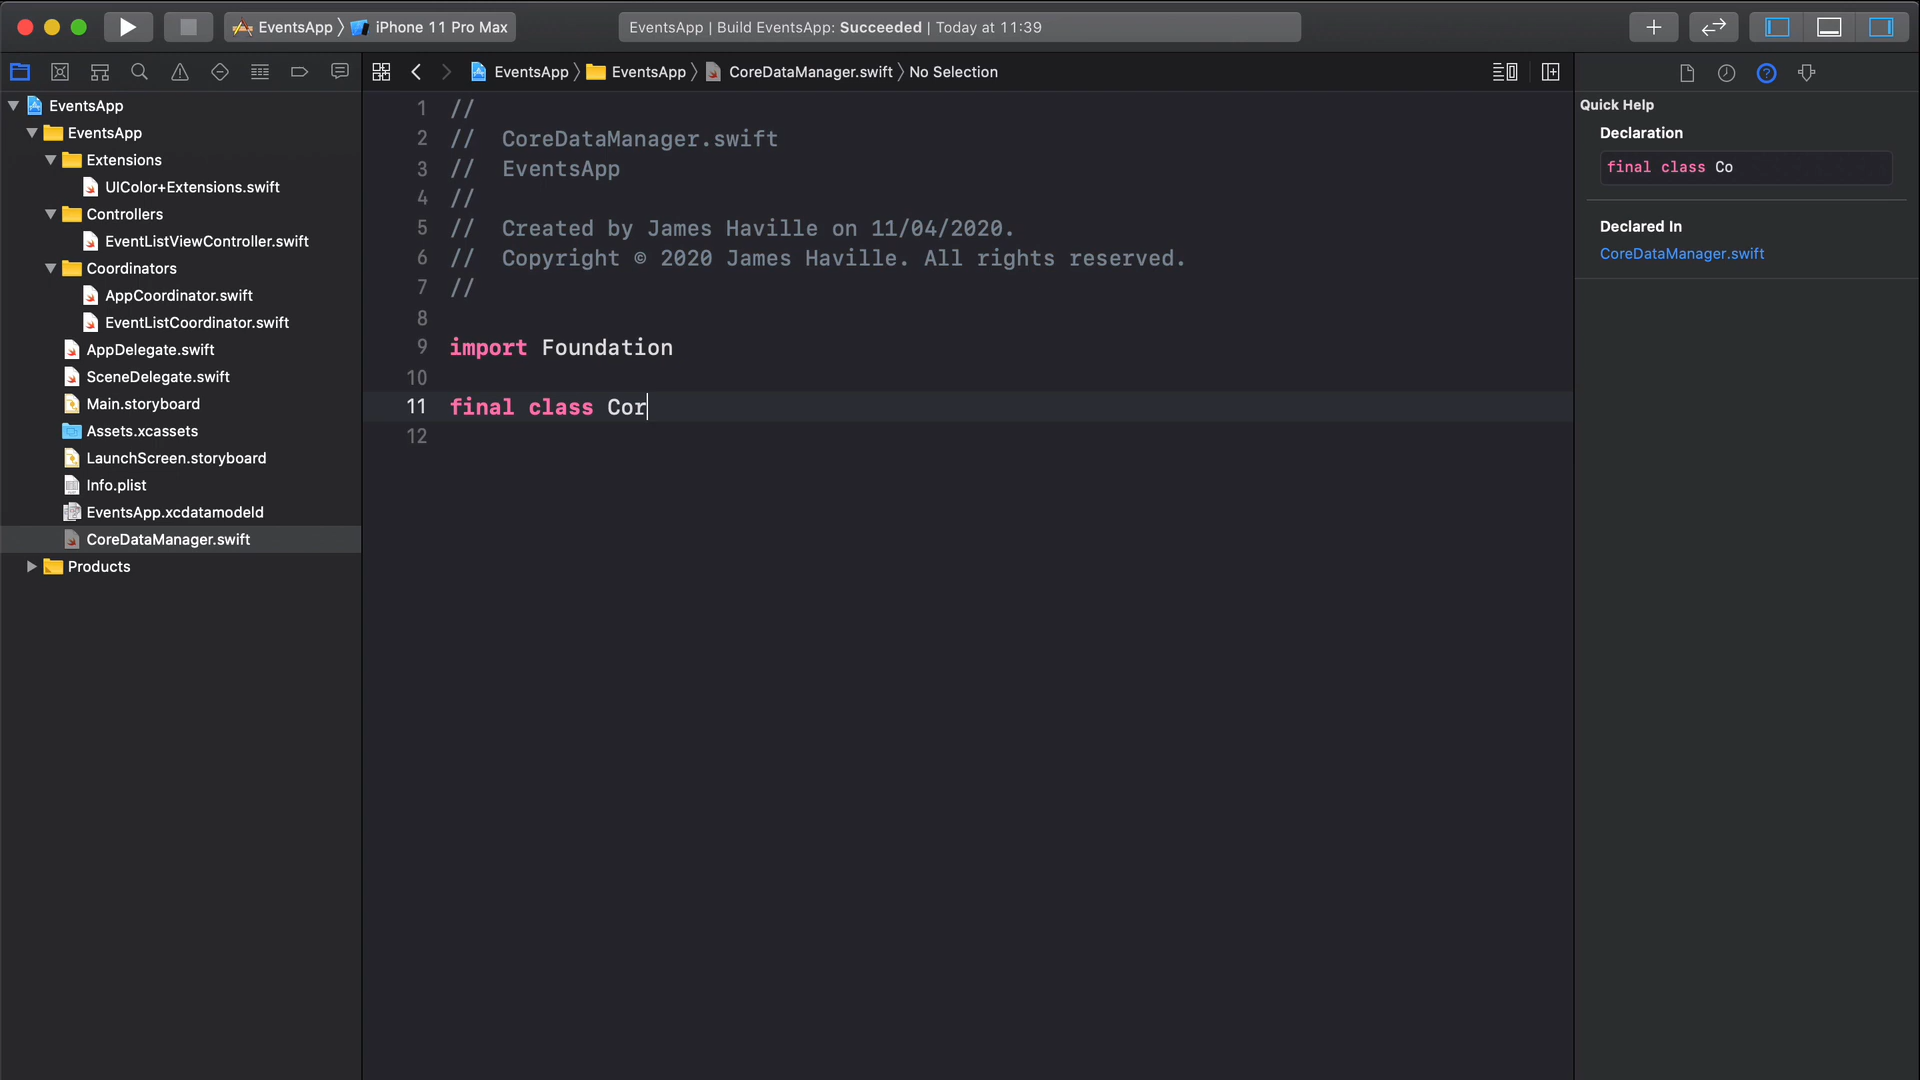 EventsApp 〉 iPhone 11 Pro Max
EventsApp | Build EventsApp: Succeeded | Today at 11:39
EventsApp 〉 EventsApp 〉 CoreDataManager.swift 〉 No Selection
EventsApp
EventsApp
Extensions
UIColor+Extensions.swift
Controllers
EventListViewController.swift
Coordinators
AppCoordinator.swift
EventListCoordinator.swift
AppDelegate.swift
SceneDelegate.swift
Main.storyboard
Assets.xcassets
LaunchScreen.storyboard
Info.plist
EventsApp.xcdatamodeld
CoreDataManager.swift
Products
1 //
2 // CoreDataManager.swift
3 // EventsApp
4 //
5 // Created by James Haville on 11/04/2020.
6 // Copyright © 2020 James Haville. All rights reserved.
7 //
8
9 import Foundation
10
11 final class Cor
12
Quick Help
Declaration
final class Co
Declared In
CoreDataManager.swift